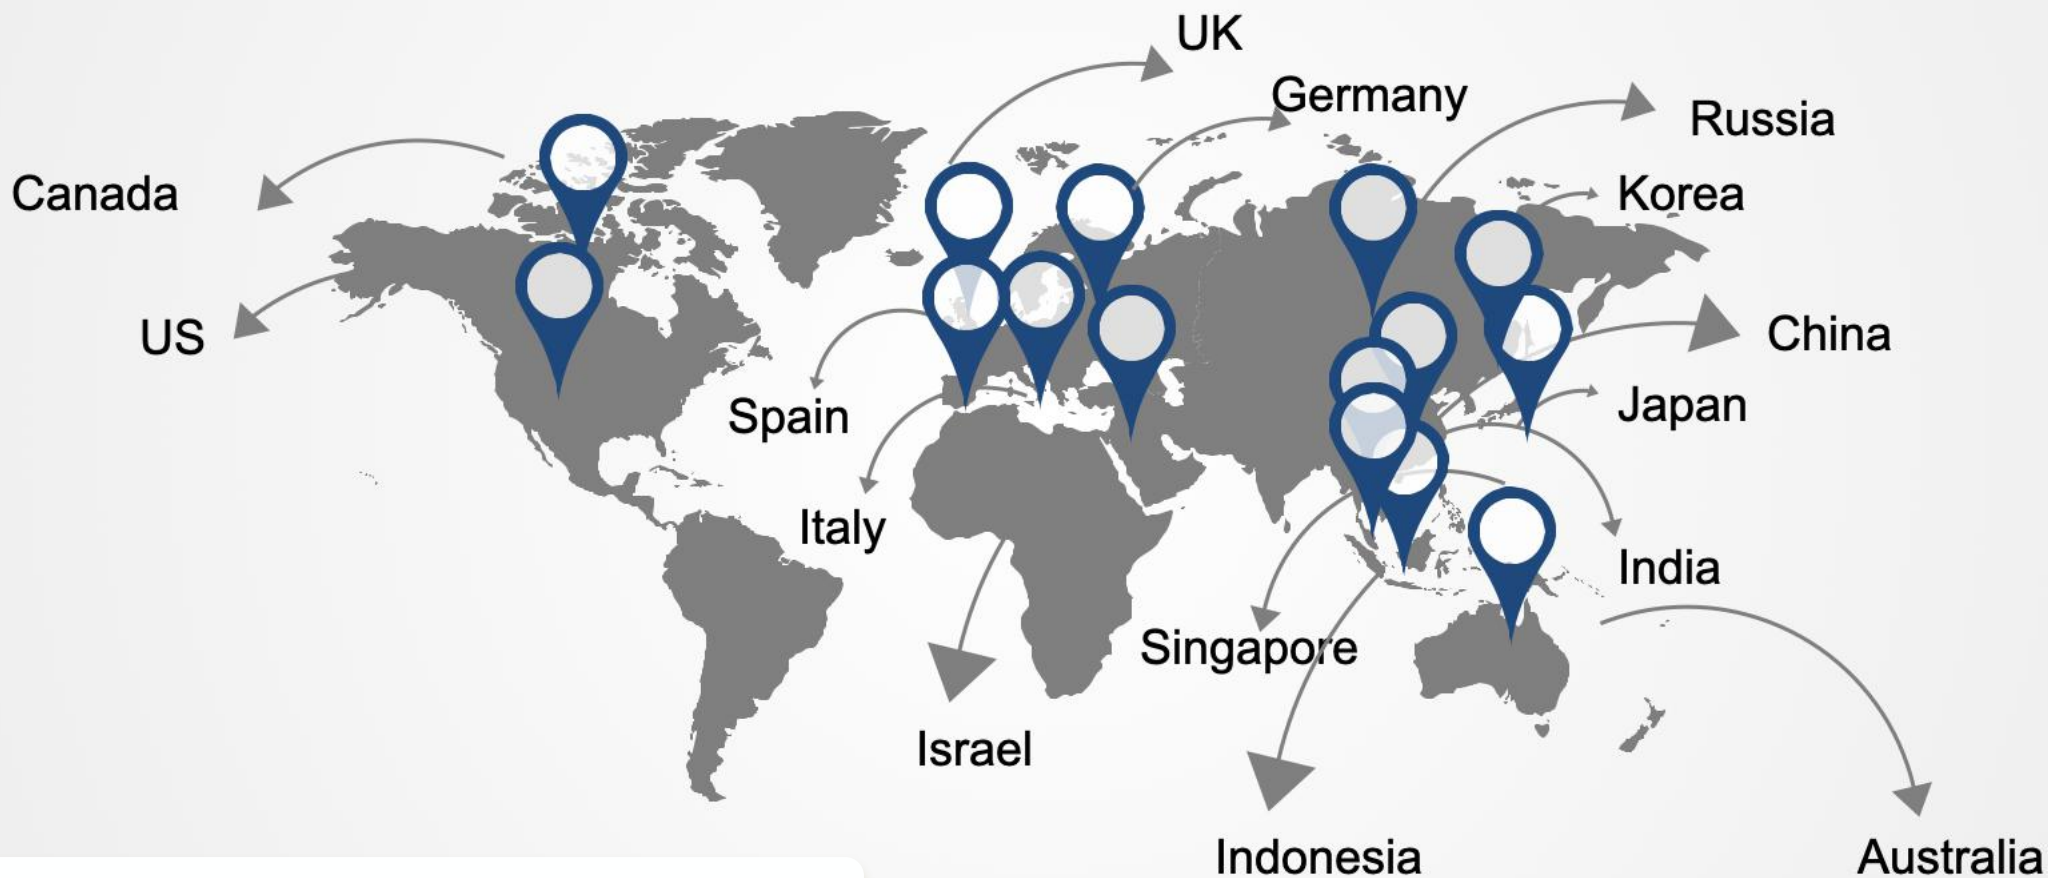 UK
Germany
Russia
Canada
Korea
US
China
Spain
Japan
Italy
India
Singapore
Israel
Indonesia
Australia